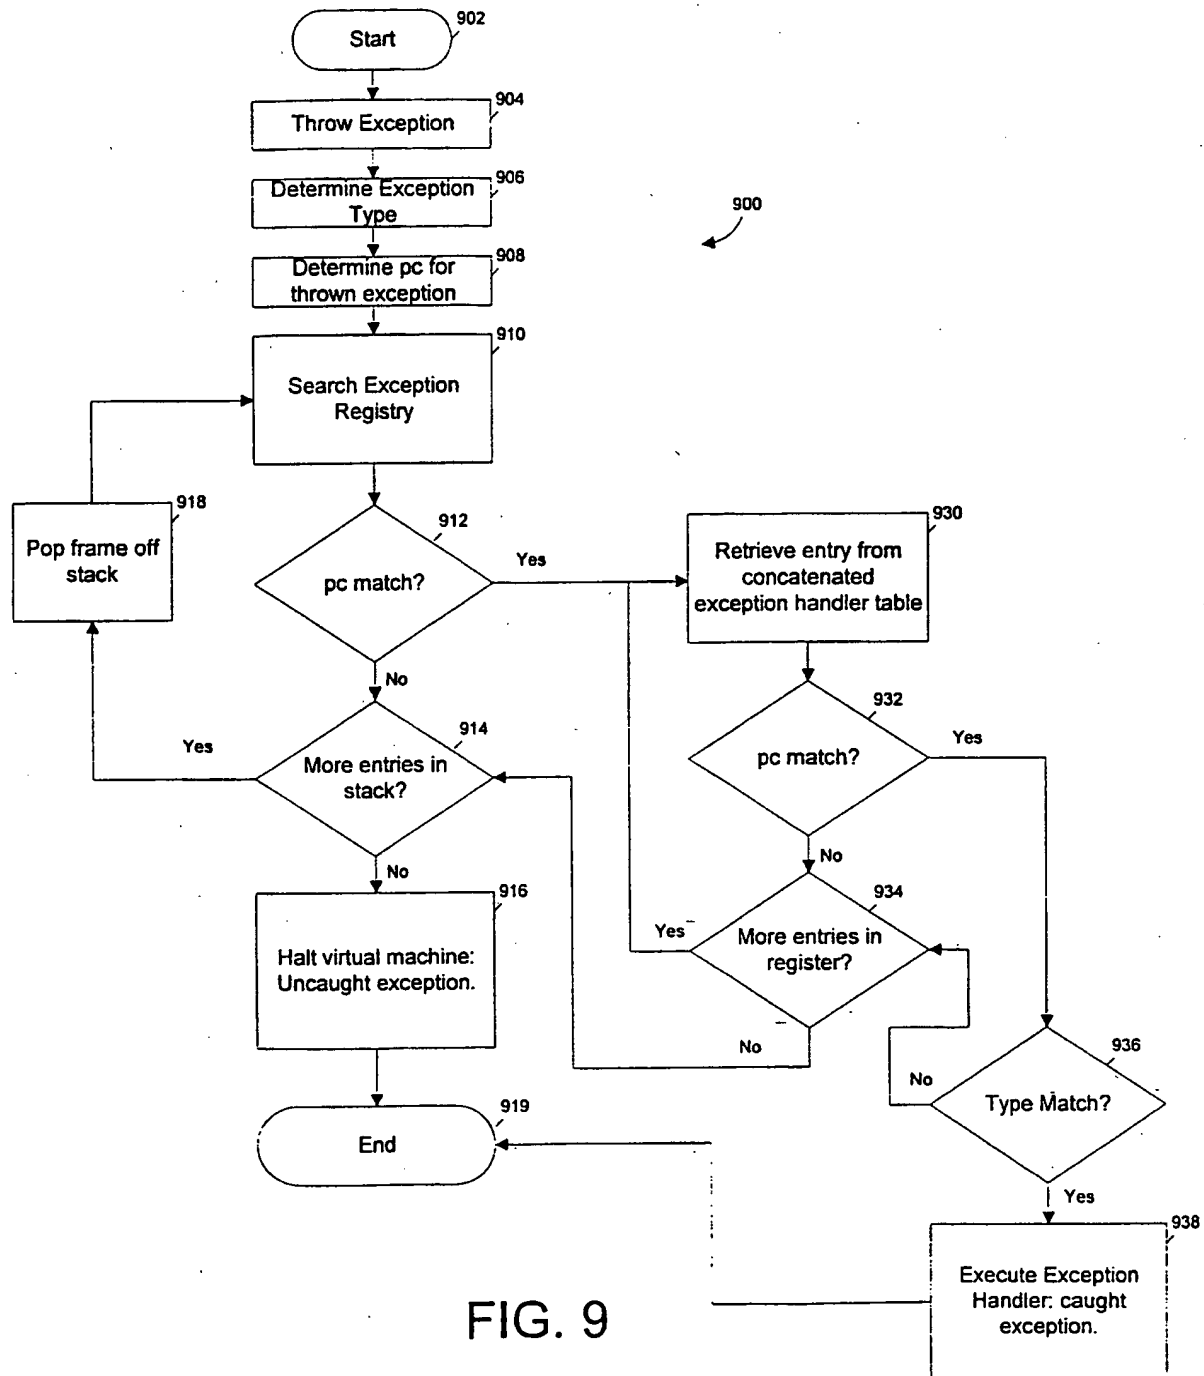 902
Start
904
Throw Exception
906
Determine Exception
Type
900
908
Determine pc for
thrown exception
910
Search Exception
Registry
918
Pop frame off
stack
912
pc match?
Yes
No
930
Retrieve entry from
concatenated
exception handler table
932
pc match?
Yes
No
914
More entries in
stack?
Yes
No
934
More entries in
register?
Yes
No
916
Halt virtual machine:
Uncaught exception.
936
Type Match?
No
Yes
919
End
938
Execute Exception
Handler: caught
exception.
FIG. 9